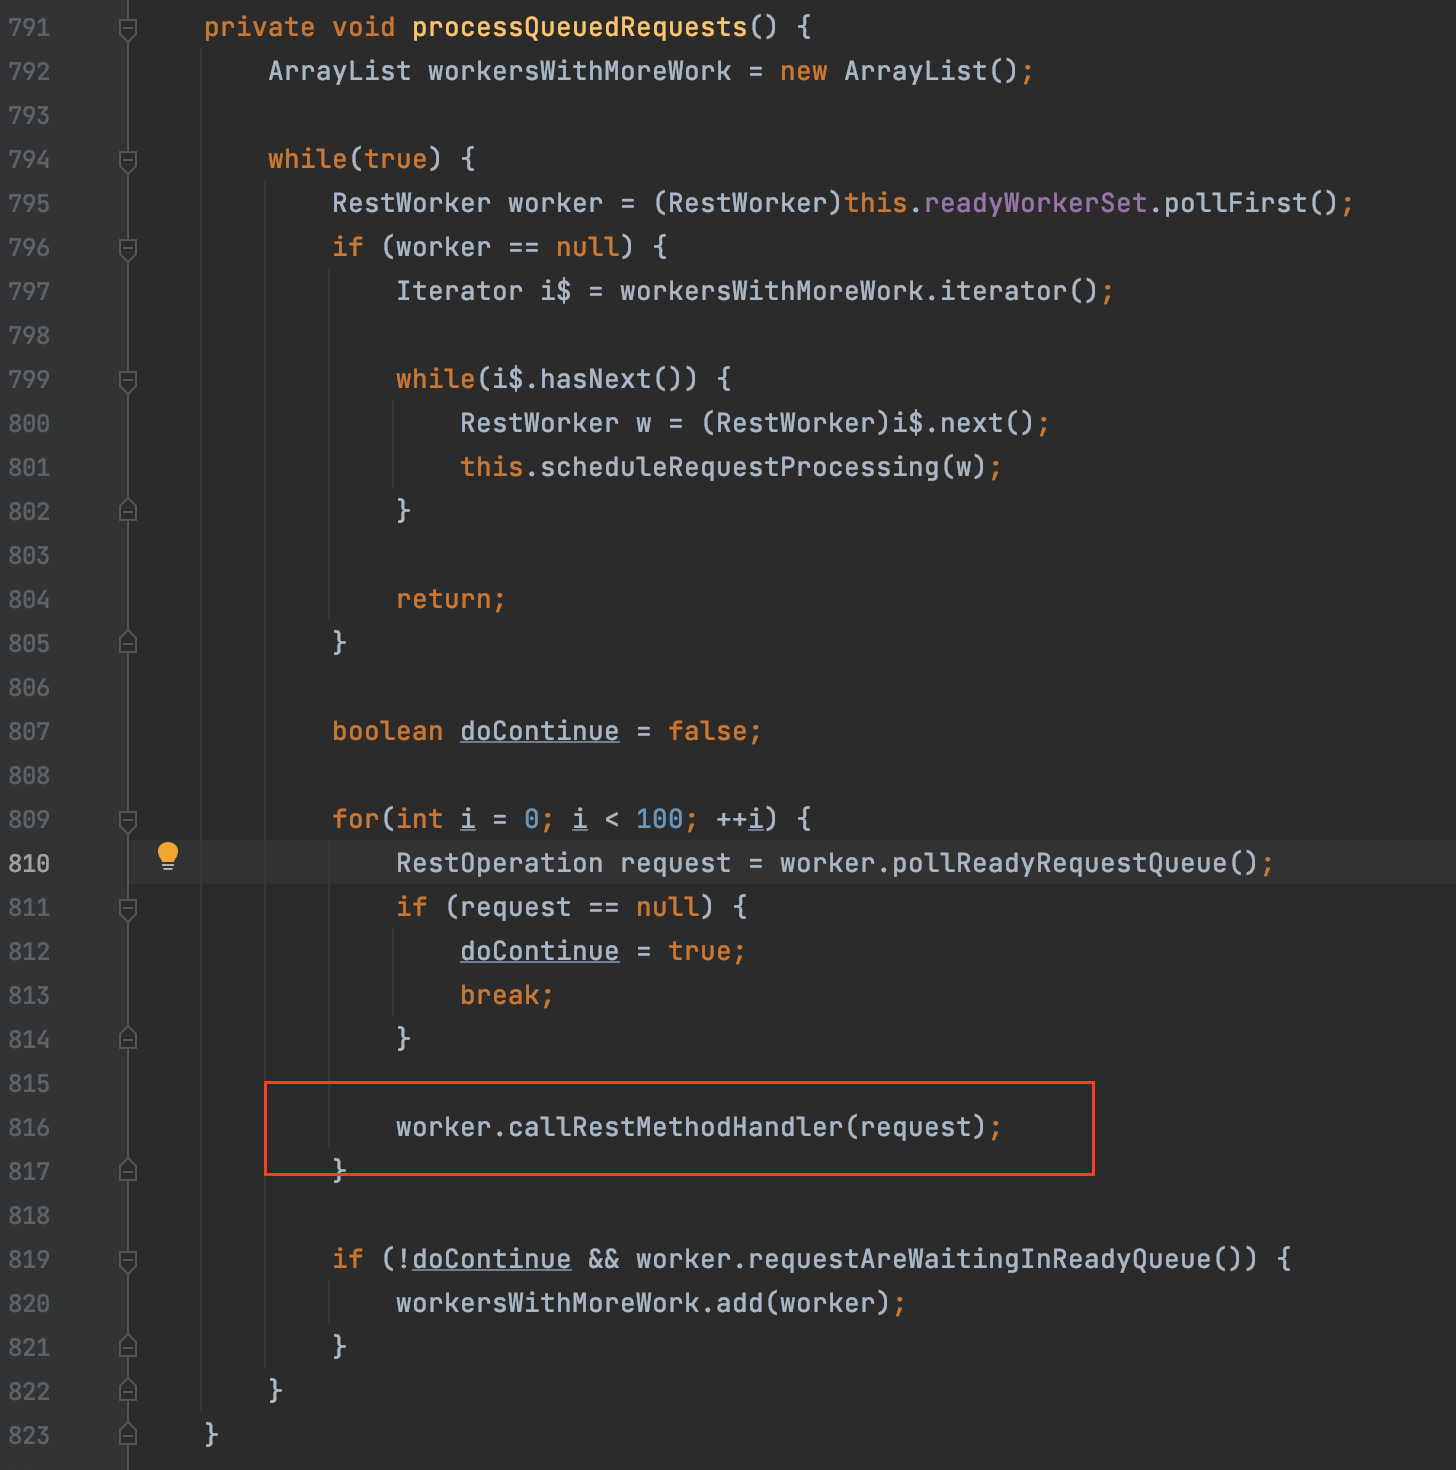 791 private void processQueuedRequests() {
792 ArrayList workersWithMoreWork = new ArrayList();
793
794 while(true) {
795 RestWorker worker = (RestWorker)this.readyWorkerSet.pollFirst();
796 if (worker == null) {
797 Iterator i$ = workersWithMoreWork.iterator();
798
799 while(i$.hasNext()) {
800 RestWorker w = (RestWorker)i$.next();
801 this.scheduleRequestProcessing(w);
802 }
803
804 return;
805 }
806
807 boolean doContinue = false;
808
809 for(int i = 0; i < 100; ++i) {
810 RestOperation request = worker.pollReadyRequestQueue();
811 if (request == null) {
812 doContinue = true;
813 break;
814 }
815
816 worker.callRestMethodHandler(request);
817 }
818
819 if (!doContinue && worker.requestAreWaitingInReadyQueue()) {
820 workersWithMoreWork.add(worker);
821 }
822 }
823 }